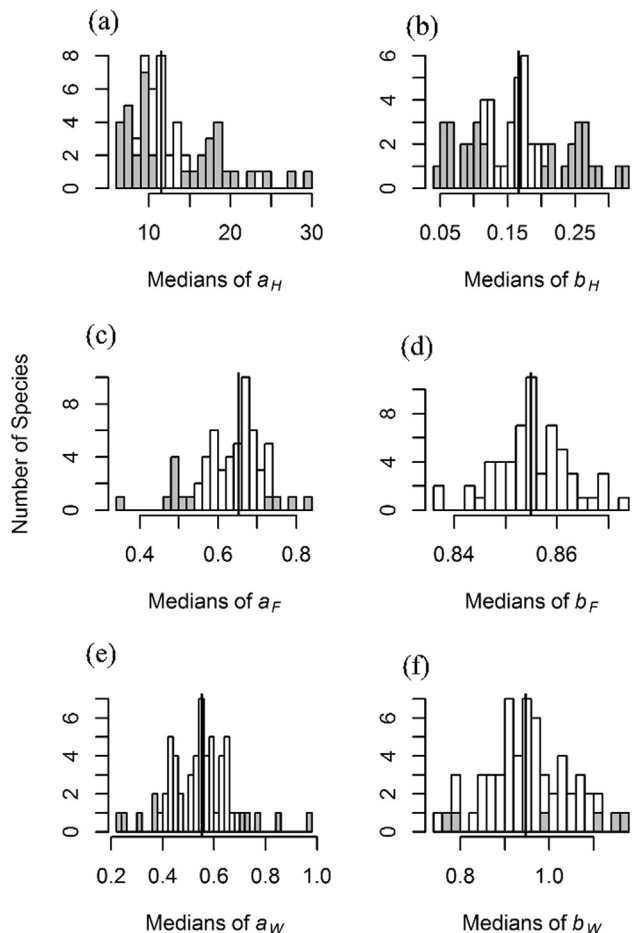 (a)
(b)
0 2 4 6 8
0 2 4 6
10 20 30
0.05 0.15 0.25
Medians of aH
Medians of bH
(c)
(d)
Number of Species
0 4 8
0 4 8
0.4 0.6 0.8
0.84 0.86
Medians of aF
Medians of bF
(e)
(f)
0 2 4 6
0 2 4 6
0.2 0.4 0.6 0.8 1.0
0.8 1.0
Medians of aW
Medians of bW